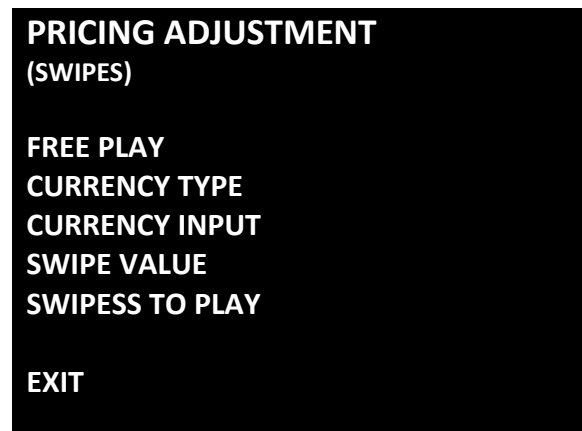 PRICING ADJUSTMENT
(SWIPES)
FREE PLAY
CURRENCY TYPE
CURRENCY INPUT
SWIPE VALUE
SWIPESS TO PLAY
EXIT